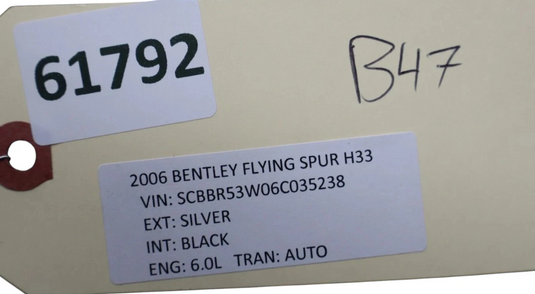 61792
B47
2006 BENTLEY FLYING SPUR H33
VIN: SCBBR53W06C035238
EXT: SILVER
INT: BLACK
ENG: 6.0L TRAN: AUTO